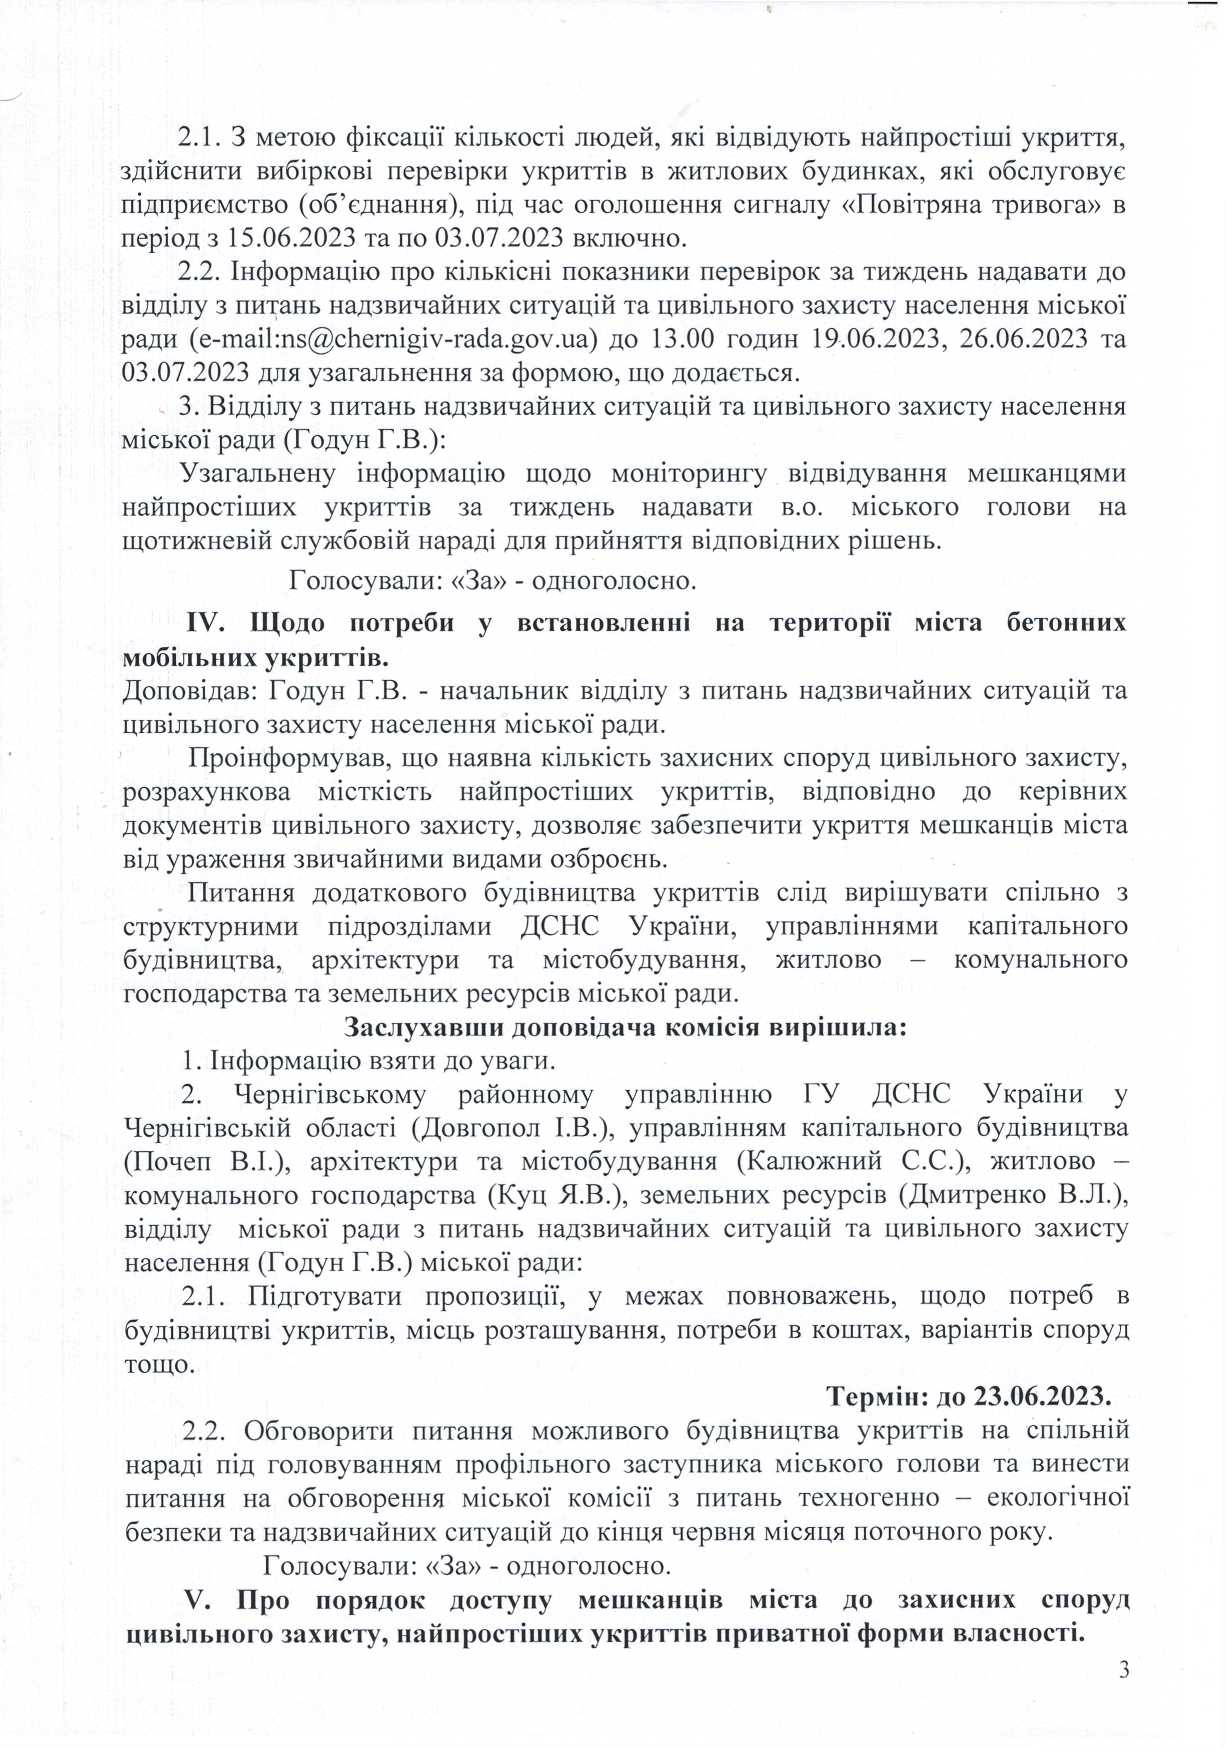 2.1. З метою фіксації кількості людей, які відвідують найпростіші укриття,
здійснити вибіркові перевірки укриттів в житлових будинках, які обслуговує
підприємство (об’єднання), під час оголошення сигналу «Повітряна тривога» в
період з 15.06.2023 та по 03.07.2023 включно.
2.2. Інформацію про кількісні показники перевірок за тиждень надавати до
відділу з питань надзвичайних ситуацій та цивільного захисту населення міської
ради (e-mail:ns@chernigiv-rada.gov.ua) до 13.00 годин 19.06.2023, 26.06.2023 та
03.07.2023 для узагальнення за формою, що додається.
3. Відділу з питань надзвичайних ситуацій та цивільного захисту населення
міської ради (Годун Г.В.):
Узагальнену інформацію щодо моніторингу відвідування мешканцями
найпростіших укриттів за тиждень надавати в.о. міського голови на
щотижневій службовій нараді для прийняття відповідних рішень.
Голосували: «За» - одноголосно.
IV. Щодо потреби у встановленні на території міста бетонних
мобільних укриттів.
Доповідав: Годун Г.В. - начальник відділу з питань надзвичайних ситуацій та
цивільного захисту населення міської ради.
Проінформував, що наявна кількість захисних споруд цивільного захисту,
розрахункова місткість найпростіших укриттів, відповідно до керівних
документів цивільного захисту, дозволяє забезпечити укриття мешканців міста
від ураження звичайними видами озброєнь.
Питання додаткового будівництва укриттів слід вирішувати спільно з
структурними підрозділами ДСНС України, управліннями капітального
будівництва, архітектури та містобудування, житлово – комунального
господарства та земельних ресурсів міської ради.
Заслухавши доповідача комісія вирішила:
1. Інформацію взяти до уваги.
2. Чернігівському районному управлінню ГУ ДСНС України у
Чернігівській області (Довгопол І.В.), управлінням капітального будівництва
(Почеп В.І.), архітектури та містобудування (Калюжний С.С.), житлово –
комунального господарства (Куц Я.В.), земельних ресурсів (Дмитренко В.Л.),
відділу міської ради з питань надзвичайних ситуацій та цивільного захисту
населення (Годун Г.В.) міської ради:
2.1. Підготувати пропозиції, у межах повноважень, щодо потреб в
будівництві укриттів, місць розташування, потреби в коштах, варіантів споруд
тощо.
Термін: до 23.06.2023.
2.2. Обговорити питання можливого будівництва укриттів на спільній
нараді під головуванням профільного заступника міського голови та винести
питання на обговорення міської комісії з питань техногенно – екологічної
безпеки та надзвичайних ситуацій до кінця червня місяця поточного року.
Голосували: «За» - одноголосно.
V. Про порядок доступу мешканців міста до захисних споруд
цивільного захисту, найпростіших укриттів приватної форми власності.
3